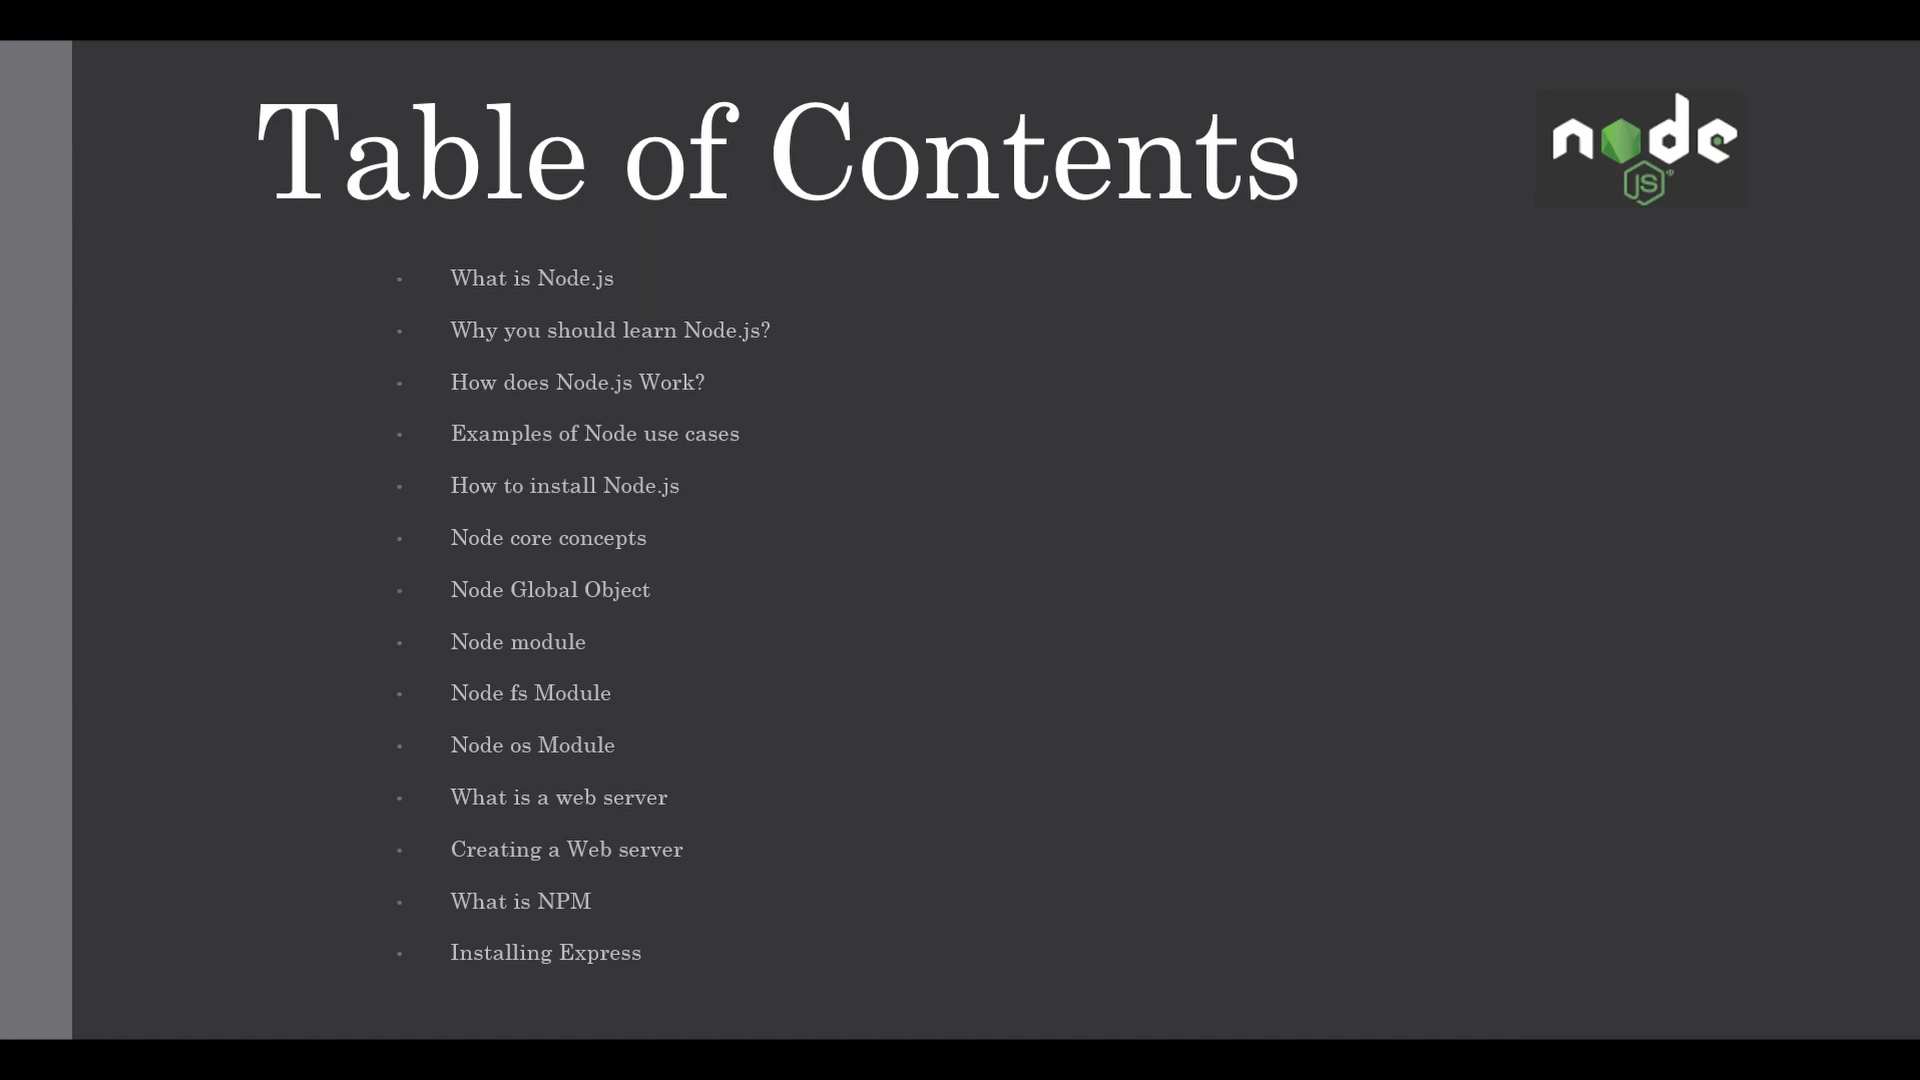 Table of Contents
node
JS
What is Node.js
Why you should learn Node.js?
How does Node.js Work?
Examples of Node use cases
How to install Node.js
Node core concepts
Node Global Object
Node module
Node fs Module
Node os Module
What is a web server
Creating a Web server
What is NPM
Installing Express